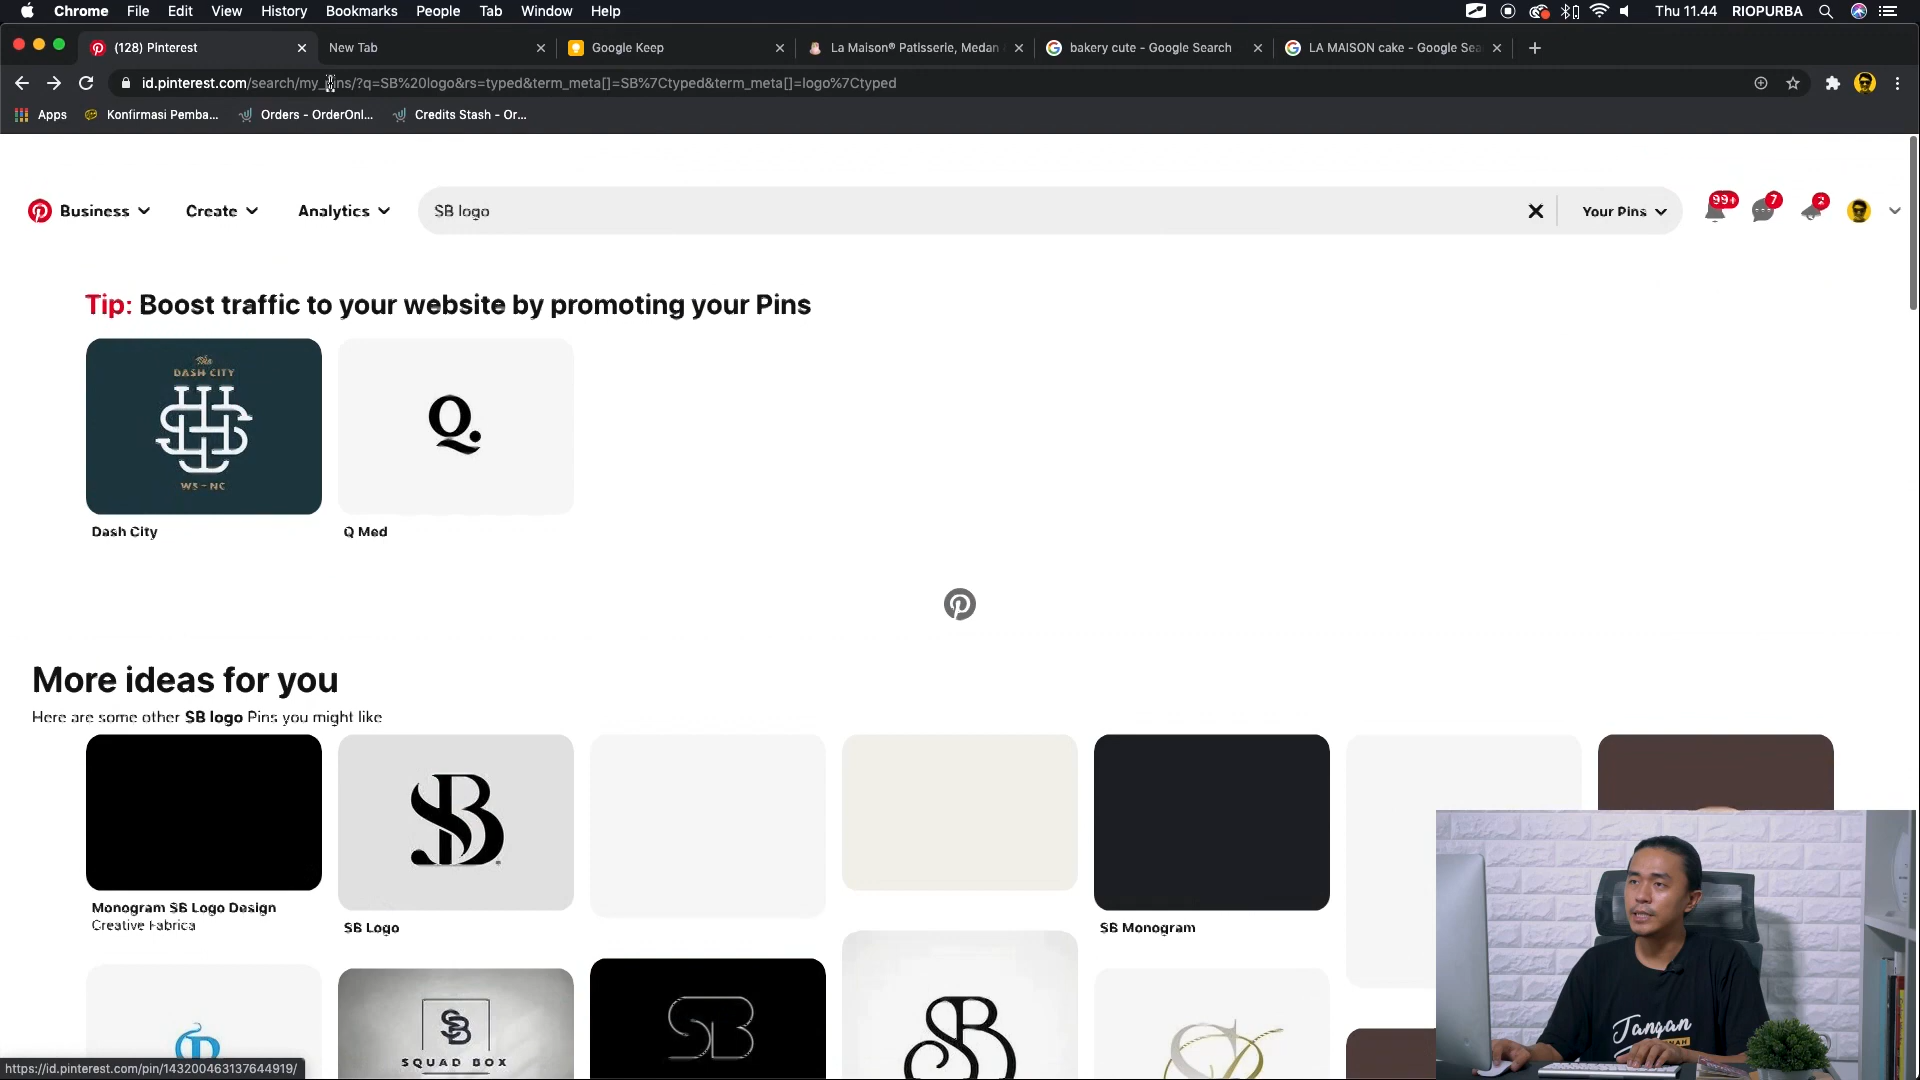 Chrome File Edit View History Bookmarks People Tab Window Help
Thu 11.44 RIOPURBA
(128) Pinterest
New Tab
Google Keep
La Maison® Patisserie, Medan
bakery cute - Google Search
LA MAISON cake - Google Sea
id.pinterest.com/search/my_pins/?q=SB%20logo&rs=typed&term_meta[]=SB%7Ctyped&term_meta[]=logo%7Ctyped
Apps
Konfirmasi Pemba...
Orders - OrderOnl...
Credits Stash - Or...
Business Create Analytics
SB logo
Your Pins
99+
7
2
Tip: Boost traffic to your website by promoting your Pins
The
DASH CITY
WS - NC
Q.
Dash City
Q Med
More ideas for you
Here are some other SB logo Pins you might like
SB
Monogram SB Logo Design
Creative Fabrica
SB Logo
SB Monogram
SB
SQUAD BOX
SB
SB
Jangan
https://id.pinterest.com/pin/143200463137644919/